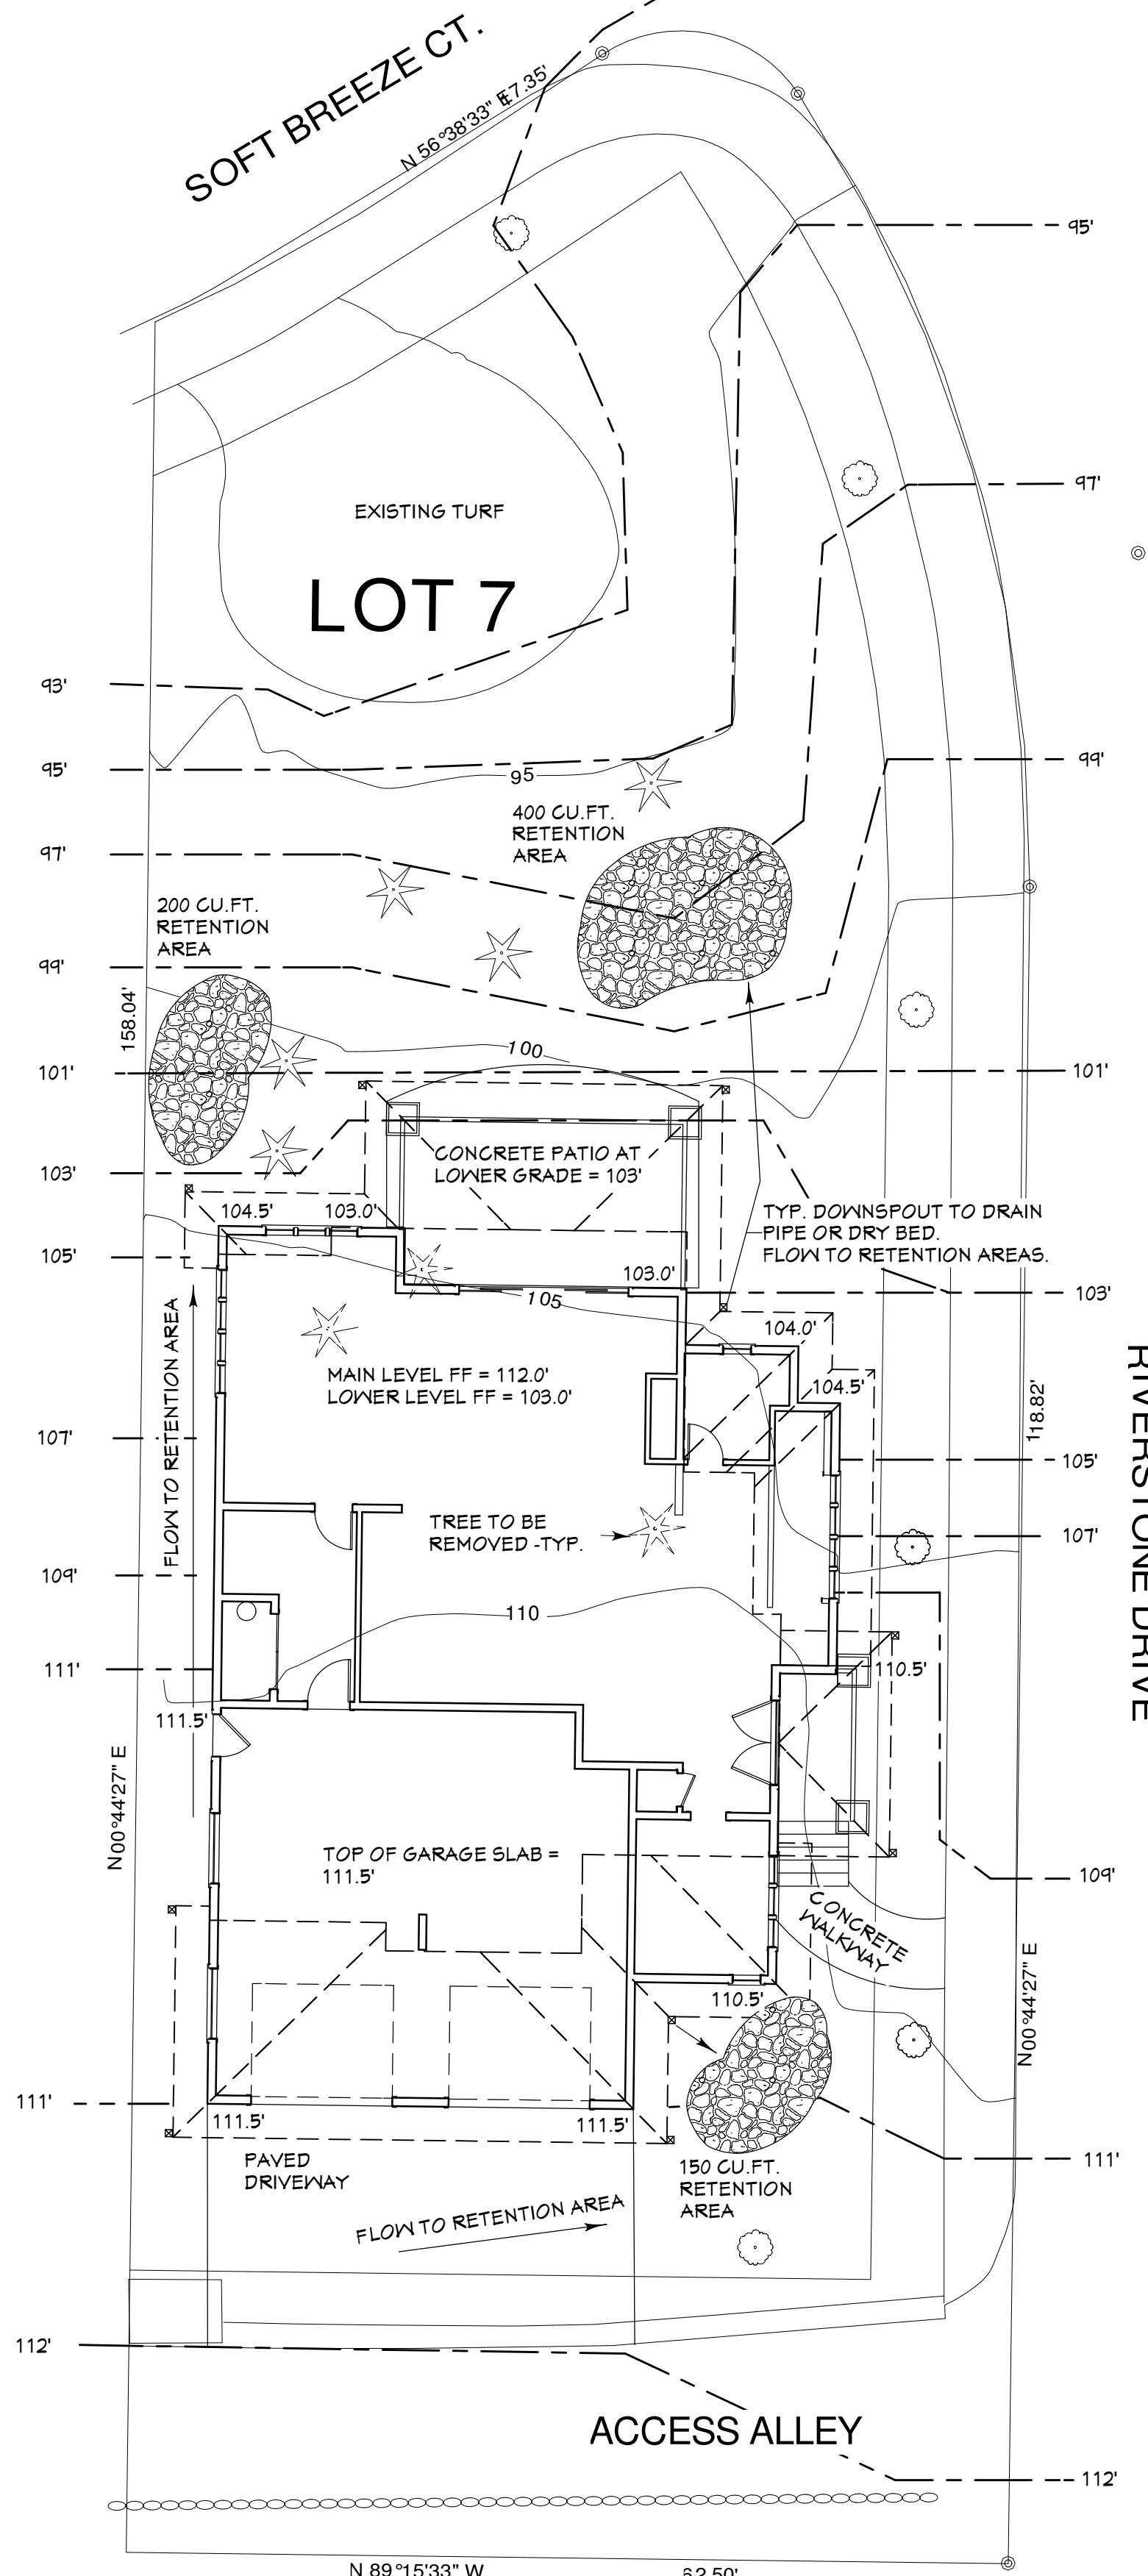 SOFT BREEZE CT.
N 56°38'33" E
7.35'
95'
97'
EXISTING TURF
LOT 7
93'
95'
95
99'
400 CU.FT.
RETENTION
AREA
97'
200 CU.FT.
RETENTION
AREA
99'
158.04'
100
101'
101'
CONCRETE PATIO AT
LOWER GRADE = 103'
103'
104.5'
103.0'
TYP. DOWNSPOUT TO DRAIN
PIPE OR DRY BED.
FLOW TO RETENTION AREAS.
105'
103.0'
105
103'
104.0'
FLOW TO RETENTION AREA
MAIN LEVEL FF = 112.0'
LOWER LEVEL FF = 103.0'
104.5'
118.82'
RIVERSTONE DRIVE
107'
105'
TREE TO BE
REMOVED -TYP.
107'
109'
110
111'
110.5'
111.5'
N00°44'27" E
TOP OF GARAGE SLAB =
111.5'
109'
CONCRETE
WALKWAY
N00°44'27" E
110.5'
111'
111.5'
111.5'
PAVED
DRIVEWAY
111'
150 CU.FT.
RETENTION
AREA
FLOW TO RETENTION AREA
112'
ACCESS ALLEY
112'
N 89°15'33" W
62.50'